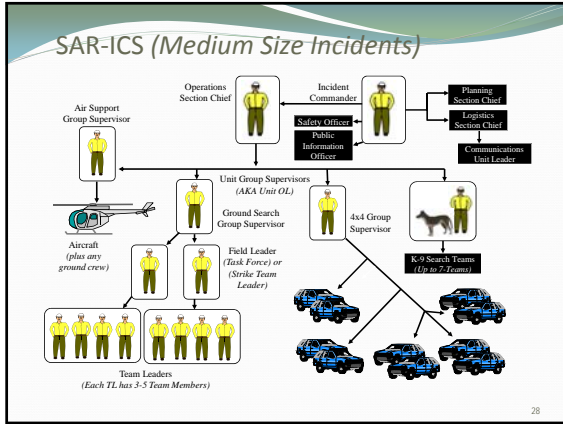 SAR-ICS (Medium Size Incidents)
Operations
Section Chief
Incident
Commander
Planning
Section Chief
Logistics
Section Chief
Communications
Unit Leader
Safety Officer
Public
Information
Officer
Air Support
Group Supervisor
Unit Group Supervisors
(AKA Unit OL)
Ground Search
Group Supervisor
4x4 Group
Supervisor
Aircraft
(plus any
ground crew)
Field Leader
(Task Force) or
(Strike Team
Leader)
K-9 Search Teams
(Up to 7-Teams)
Team Leaders
(Each TL has 3-5 Team Members)
28